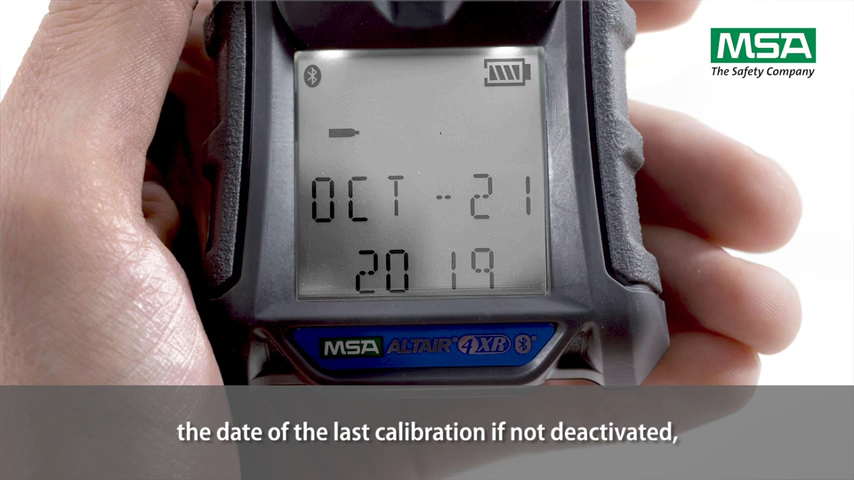 MSA
The Safety Company
OCT -21
2019
MSA ALTAIR® 4XR
the date of the last calibration if not deactivated,